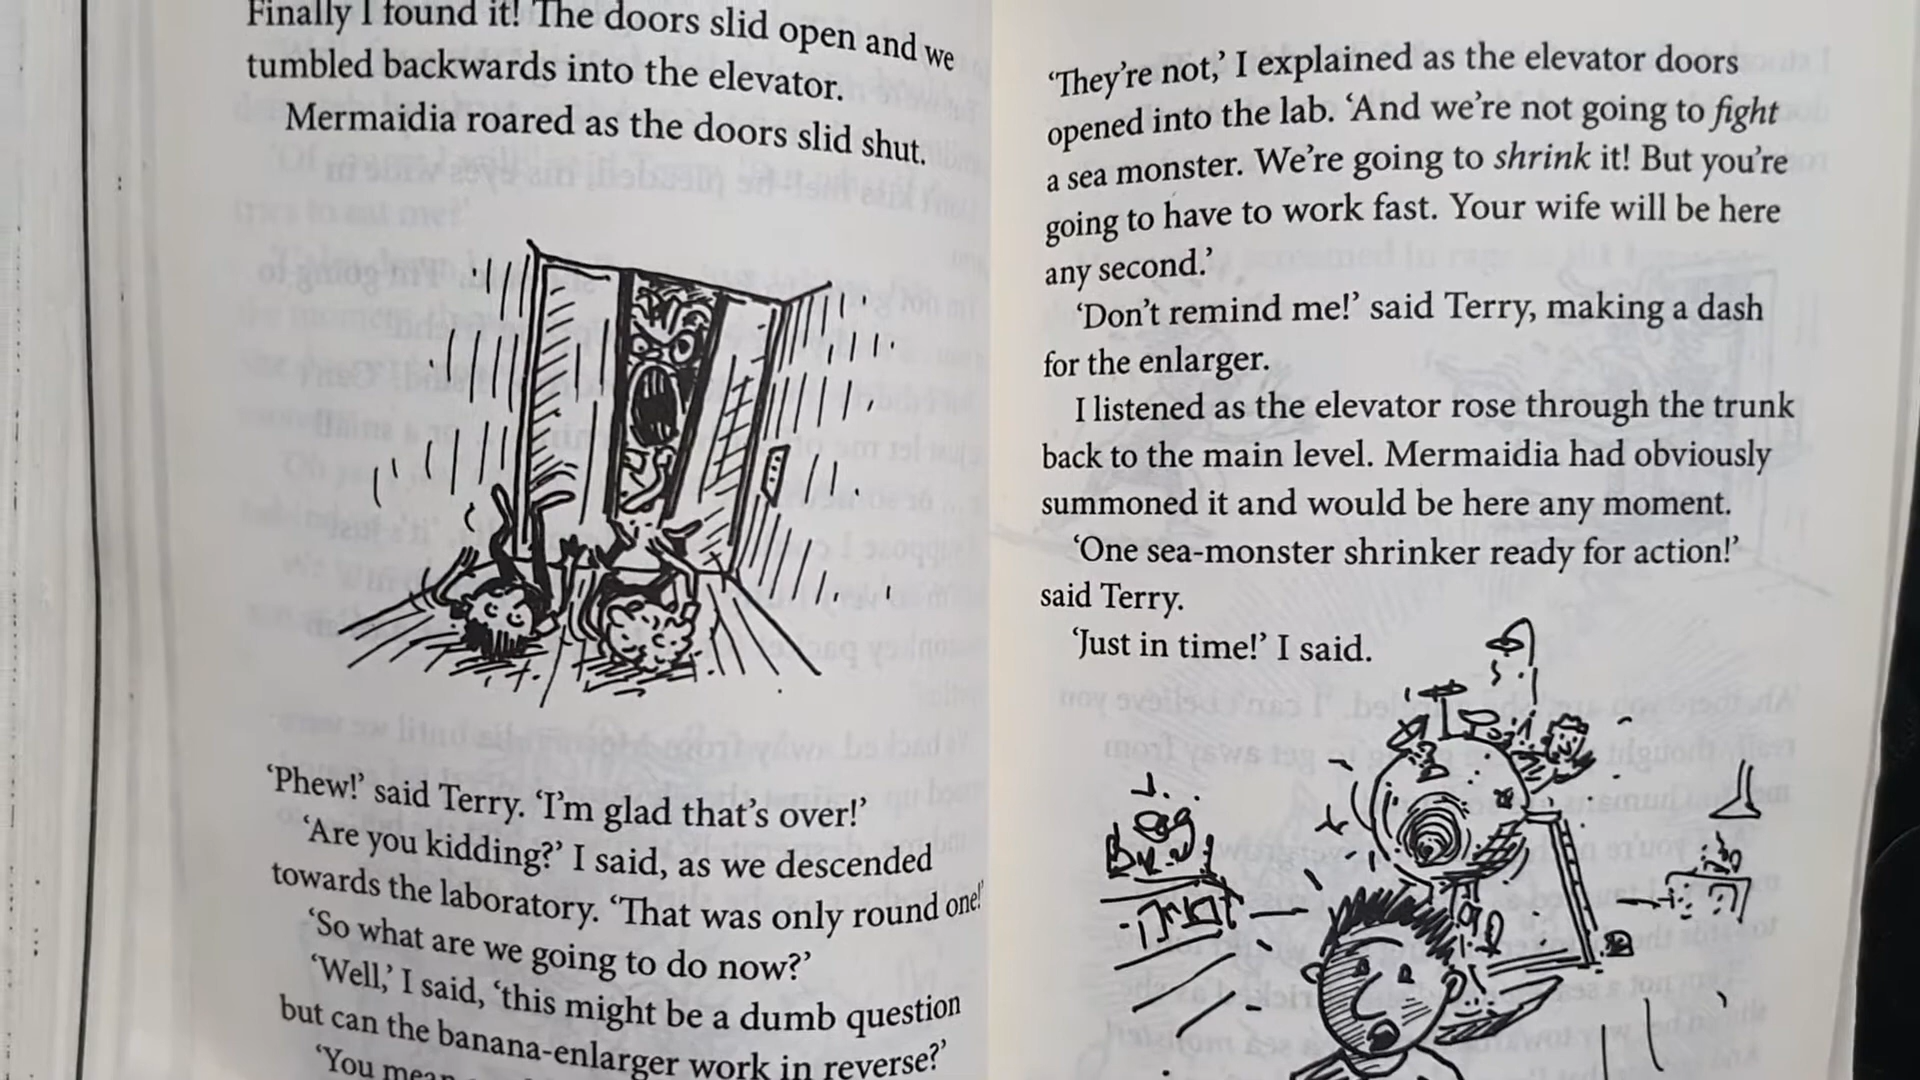 Finally I found it! The doors slid open and we
tumbled backwards into the elevator.
Mermaidia roared as the doors slid shut.
‘Phew!’ said Terry. ‘I’m glad that’s over!’
‘Are you kidding?’ I said, as we descended
towards the laboratory. ‘That was only round one!’
‘So what are we going to do now?’
‘Well,’ I said, ‘this might be a dumb question
but can the banana-enlarger work in reverse?’
‘You mean
‘They’re not,’ I explained as the elevator doors
opened into the lab. ‘And we’re not going to fight
a sea monster. We’re going to shrink it! But you’re
going to have to work fast. Your wife will be here
any second.’
‘Don’t remind me!’ said Terry, making a dash
for the enlarger.
I listened as the elevator rose through the trunk
back to the main level. Mermaidia had obviously
summoned it and would be here any moment.
‘One sea-monster shrinker ready for action!’
said Terry.
‘Just in time!’ I said.